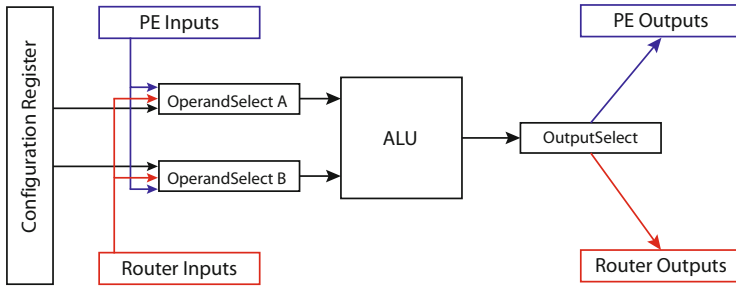 Configuration Register
PE Inputs
PE Outputs
OperandSelect A
ALU
OutputSelect
OperandSelect B
Router Inputs
Router Outputs